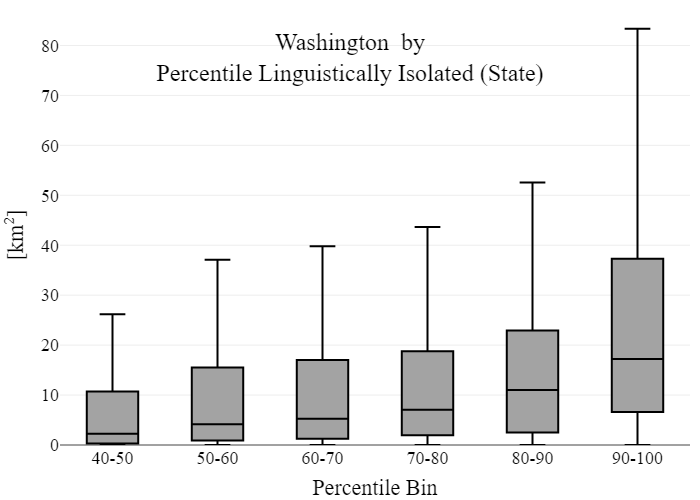 Washington by
Percentile Linguistically Isolated (State)
80
70
60
50
40
30
20
10
0
[km²]
40-50 50-60 60-70 70-80 80-90 90-100
Percentile Bin